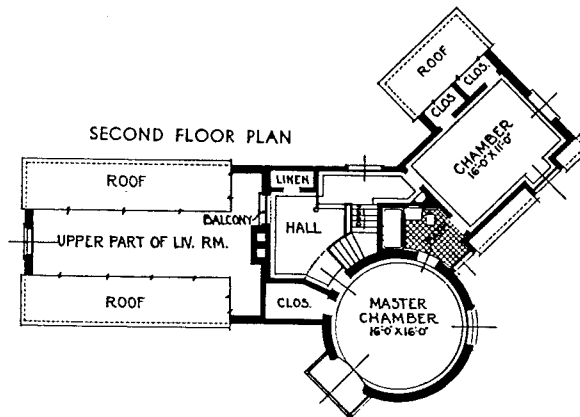 SECOND FLOOR PLAN
ROOF
CLOS.
CLOS.
CHAMBER
16'-0" X 11'-0"
ROOF
LINEN
BALCONY
HALL
UPPER PART OF LIV. RM.
ROOF
CLOS.
MASTER
CHAMBER
16'-0" X 16'-0"